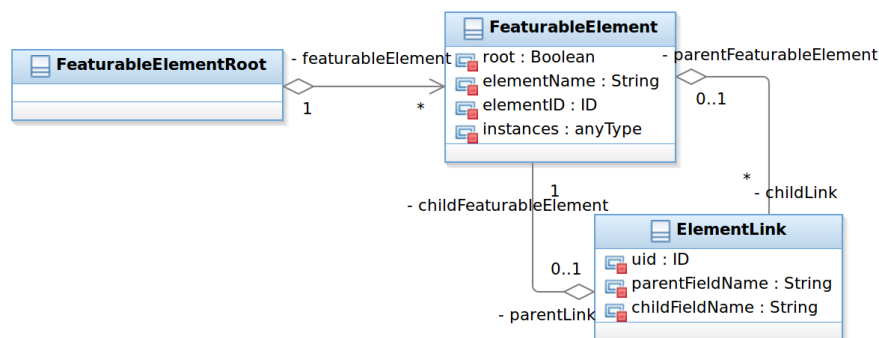 FeaturableElement
FeaturableElementRoot
- featurableElement
1
*
root : Boolean
elementName : String
elementID : ID
instances : anyType
- parentFeaturableElement
0..1
*
- childLink
1
- childFeaturableElement
0..1
- parentLink
ElementLink
uid : ID
parentFieldName : String
childFieldName : String